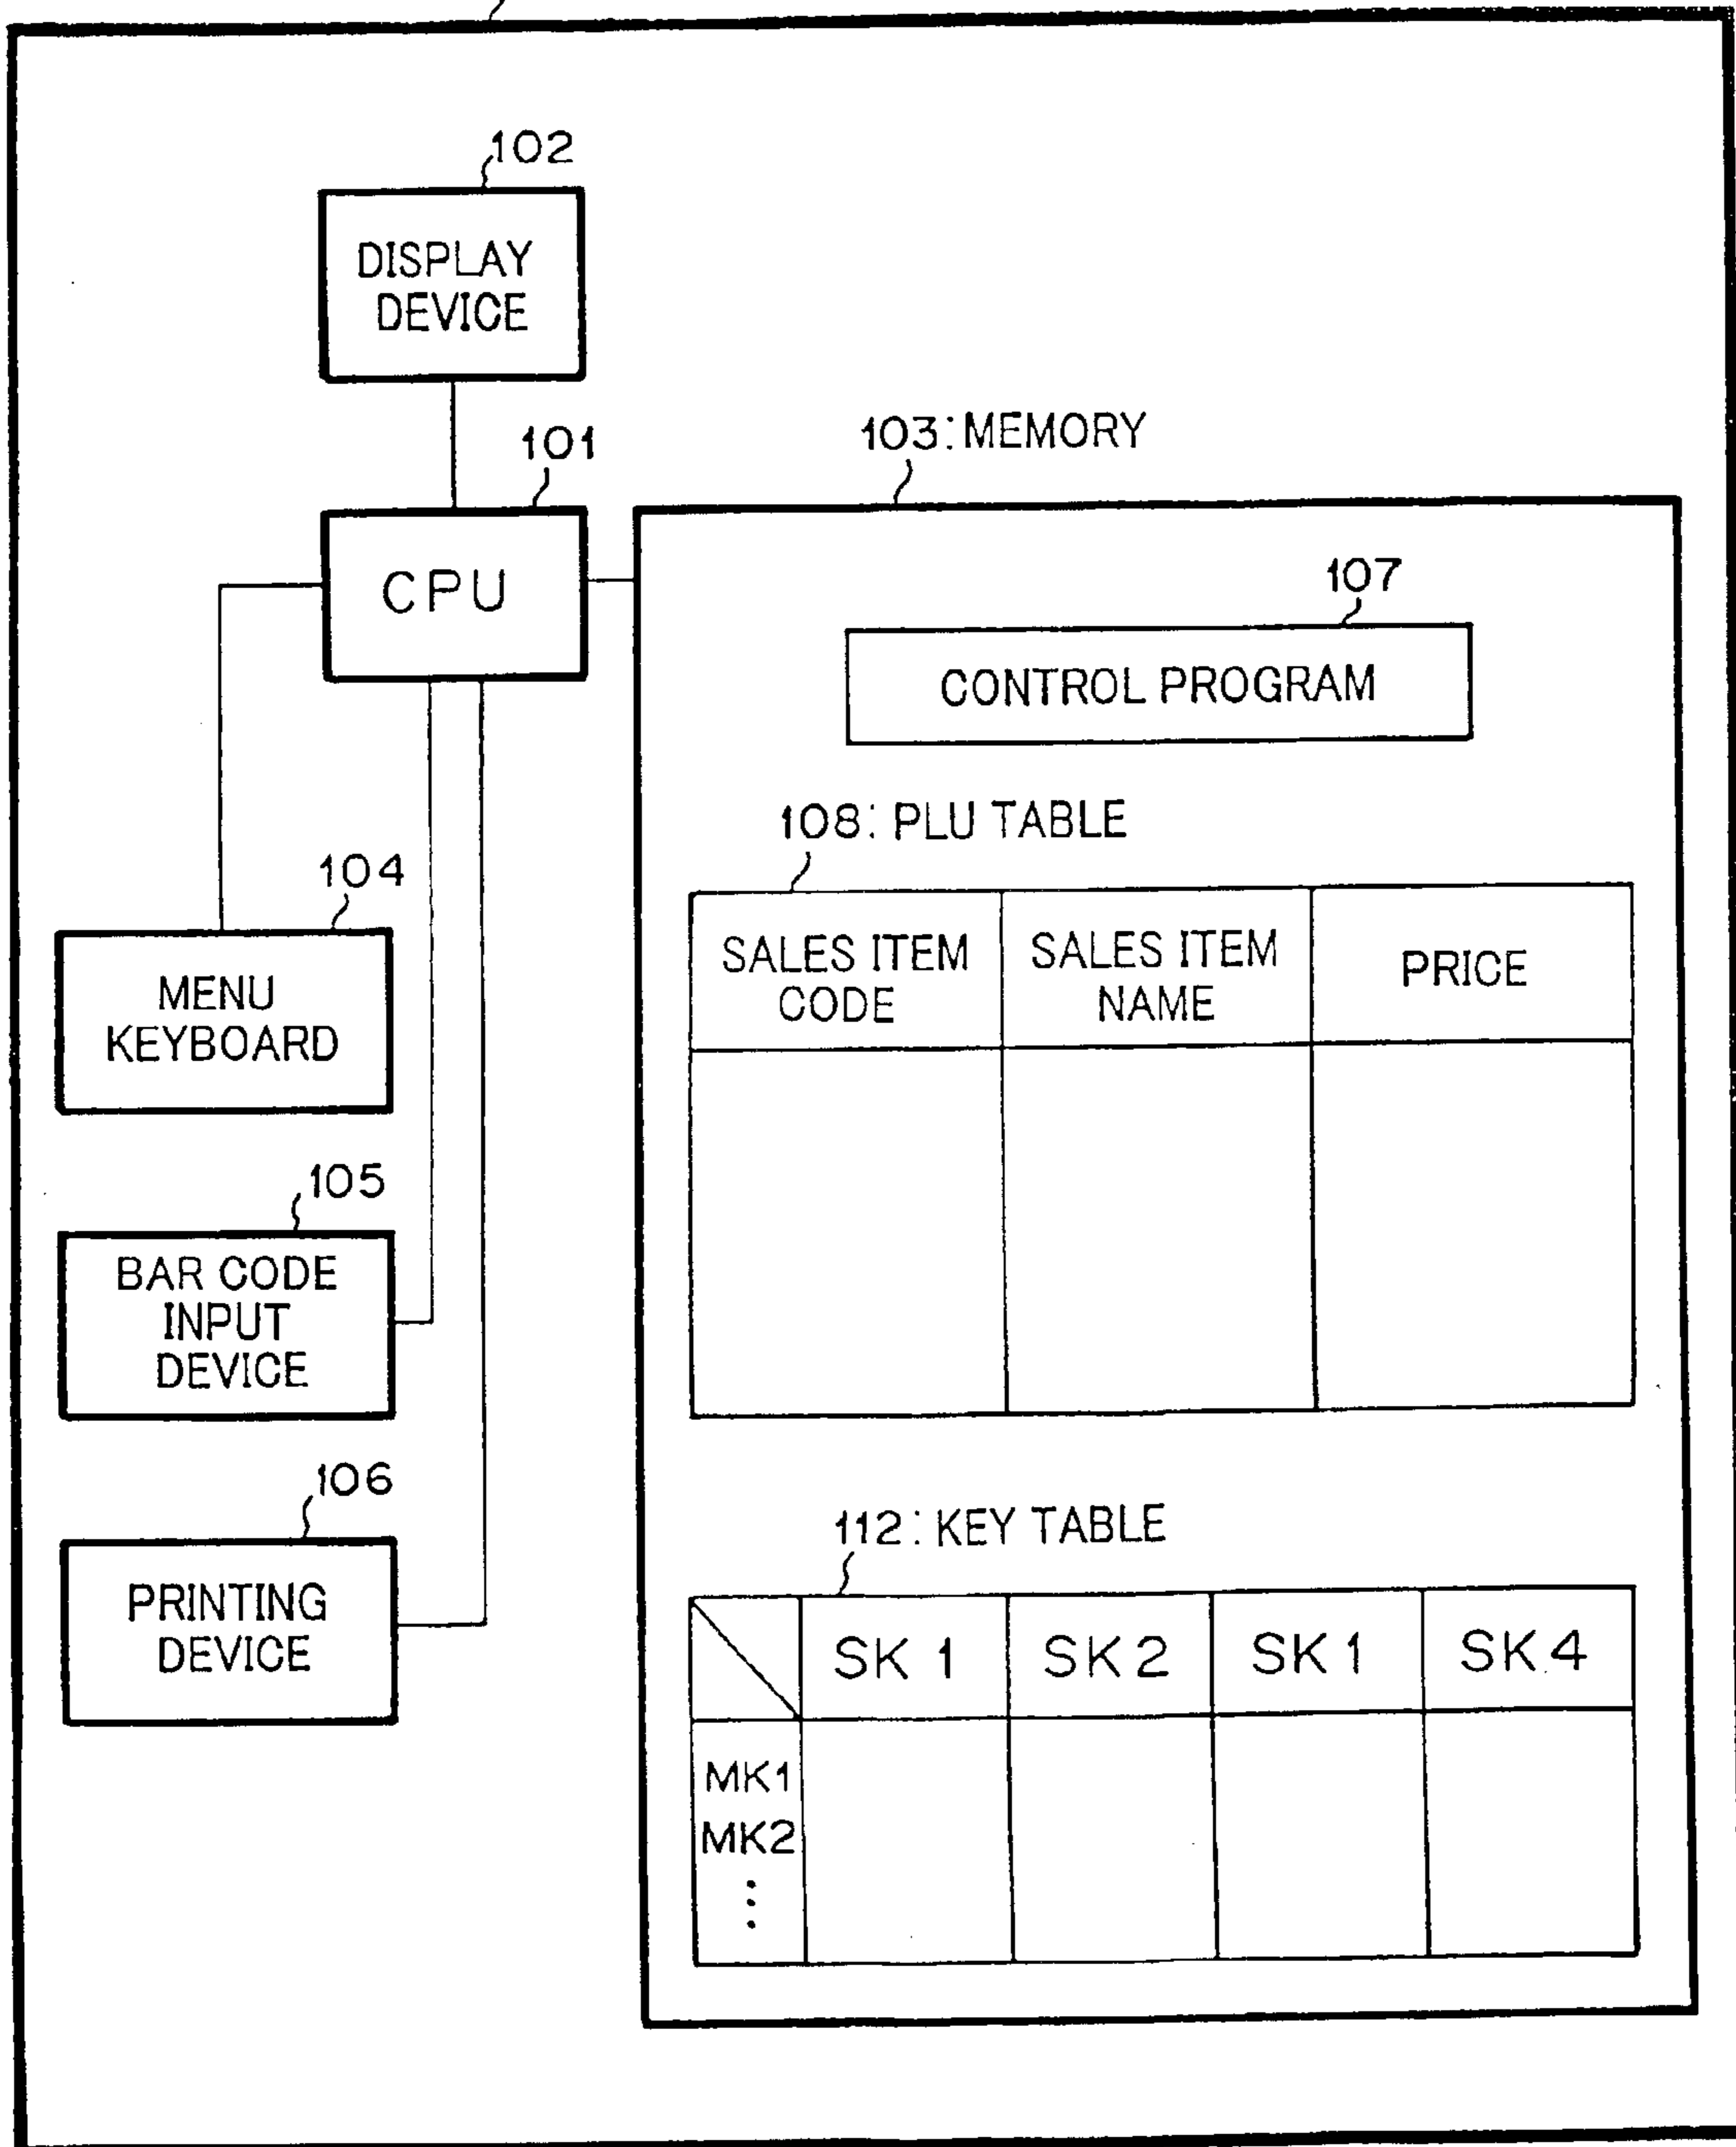 102
DISPLAY
DEVICE
101
CPU
103: MEMORY
107
CONTROL PROGRAM
108: PLU TABLE
SALES ITEM
CODE
SALES ITEM
NAME
PRICE
104
MENU
KEYBOARD
105
BAR CODE
INPUT
DEVICE
106
PRINTING
DEVICE
112: KEY TABLE
SK1 SK2 SK1 SK4
MK1
MK2
⋮